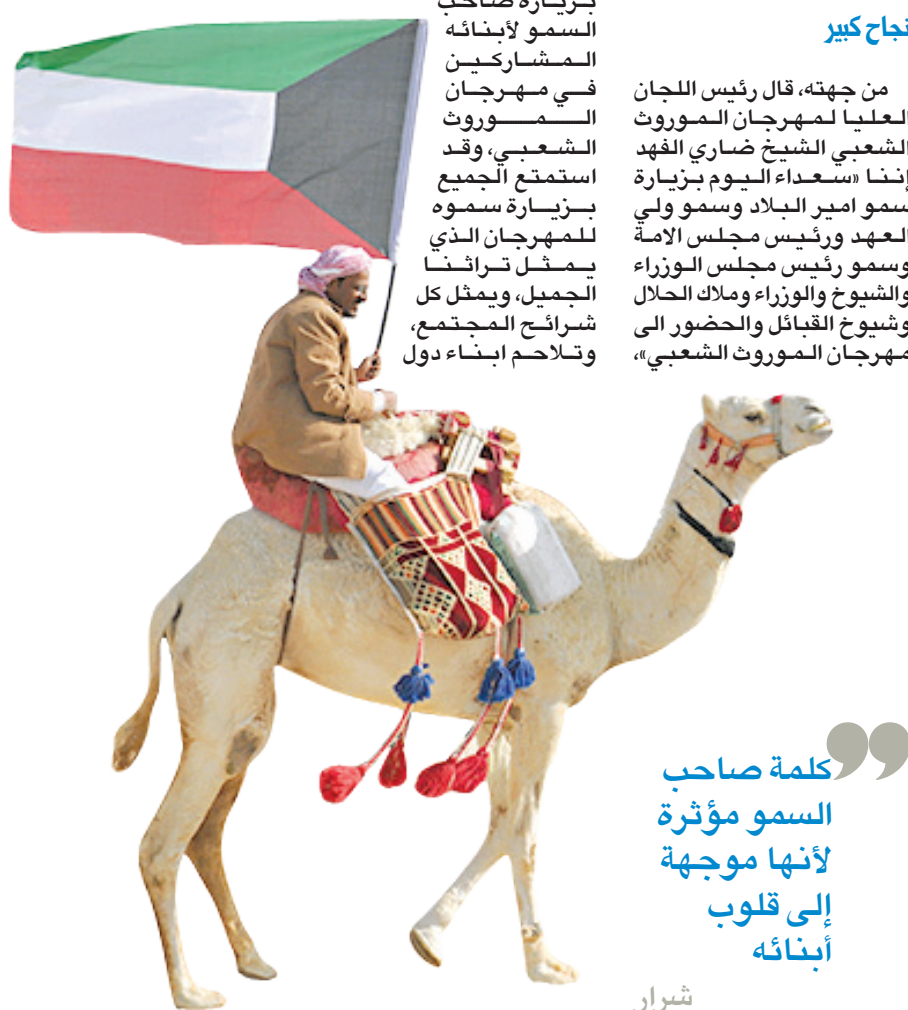 نجاح كبير
من جهته، قال رئيس اللجان
العليا لمهرجان الموروث
الشعبي الشيخ ضاري الفهد
إننا «سعداء اليوم بزيارة
سمو امير البلاد وسمو ولي
العهد ورئيس مجلس الامة
وسمو رئيس مجلس الوزراء
والشيوخ والوزراء وملاك الحلال
وشيوخ القبائل والحضور الى
مهرجان الموروث الشعبي»،
بزيارة صاحب
السمو لأبنائه
المشاركين
في مهرجان
الموروث
الشعبي، وقد
استمتع الجميع
بزيارة سموه
للمهرجان الذي
يمثل تراثنا
الجميل، ويمثل كل
شرائح المجتمع،
وتلاحم ابناء دول
كلمة صاحب
السمو مؤثرة
لأنها موجهة
إلى قلوب
أبنائه
شرار